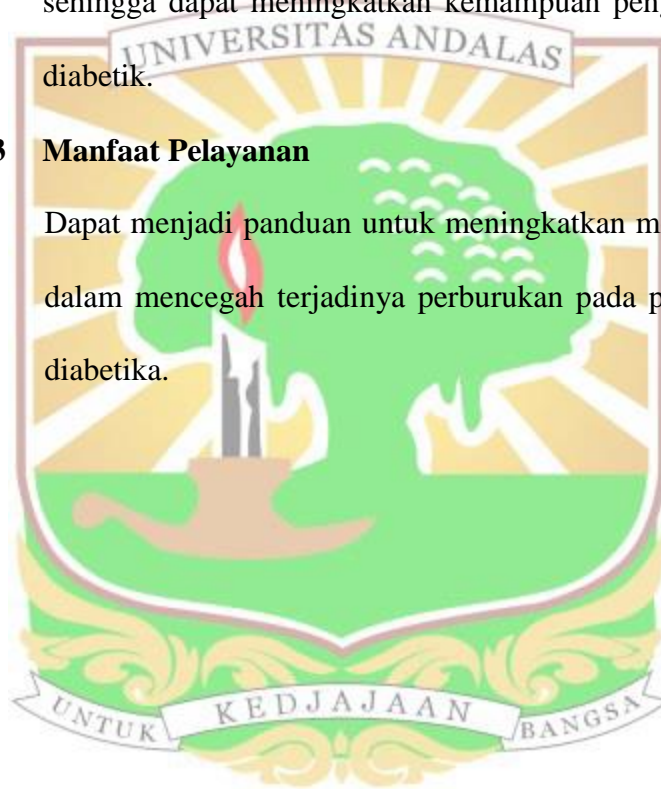 sehingga dapat meningkatkan kemampuan
UNIVERSITAS ANDALAS
diabetik.
3 Manfaat Pelayanan
Dapat menjadi panduan untuk meningkatkan
dalam mencegah terjadinya perburukan pada
diabetika.
UNTUK KEDJAJAAN BANGSA